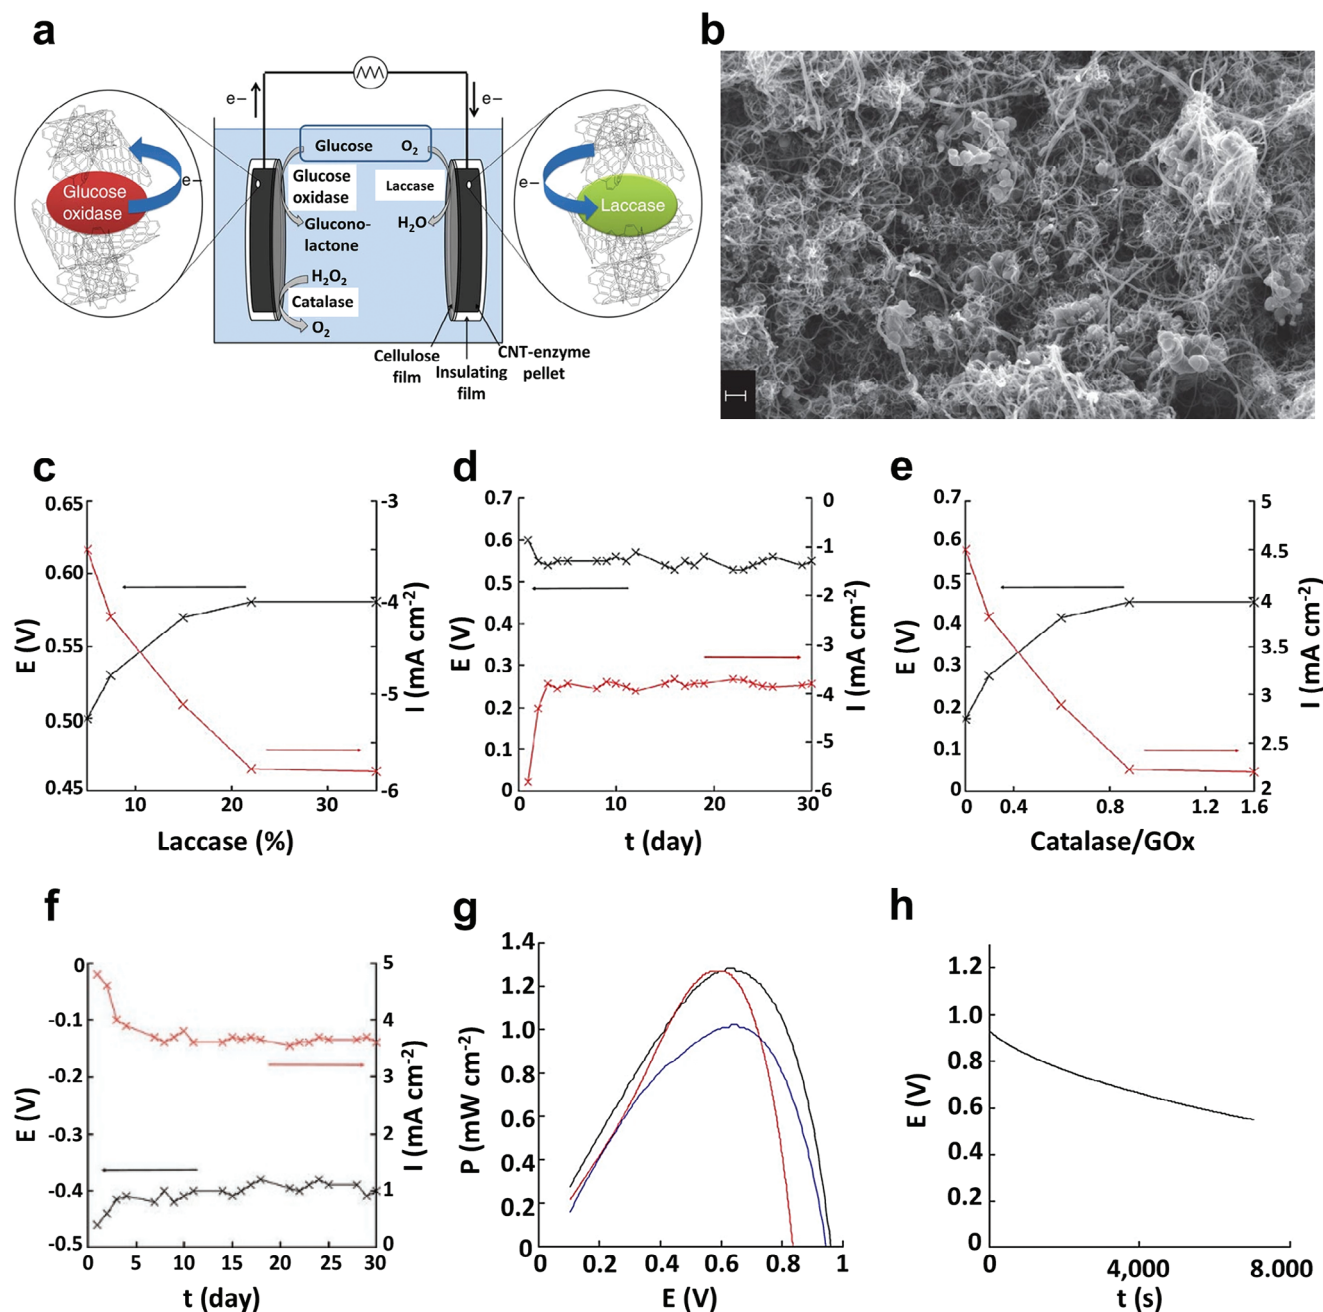 a
e–
e–
Glucose O₂
Glucose
oxidase
Laccase
Glucono-
lactone
H₂O
H₂O₂
Catalase
O₂
Glucose
oxidase
e–
e–
Laccase
Cellulose
film
Insulating
film
CNT-enzyme
pellet
b
c
E (V)
0.65
0.60
0.55
0.50
0.45
10 20 30
Laccase (%)
-3
-4
-5
-6
I (mA cm⁻²)
d
E (V)
0.7
0.6
0.5
0.4
0.3
0.2
0.1
0
0 10 20 30
t (day)
0
-1
-2
-3
-4
-5
-6
I (mA cm⁻²)
e
E (V)
0.7
0.6
0.5
0.4
0.3
0.2
0.1
0
0 0.4 0.8 1.2 1.6
Catalase/GOx
5
4.5
4
3.5
3
2.5
2
I (mA cm⁻²)
f
E (V)
0
-0.1
-0.2
-0.3
-0.4
-0.5
0 5 10 15 20 25 30
t (day)
5
4
3
2
1
0
I (mA cm⁻²)
g
P (mW cm⁻²)
1.4
1.2
1.0
0.8
0.6
0.4
0.2
0
0 0.2 0.4 0.6 0.8 1
E (V)
h
E (V)
1.2
1.0
0.8
0.6
0.4
0.2
0
0 4,000 8.000
t (s)